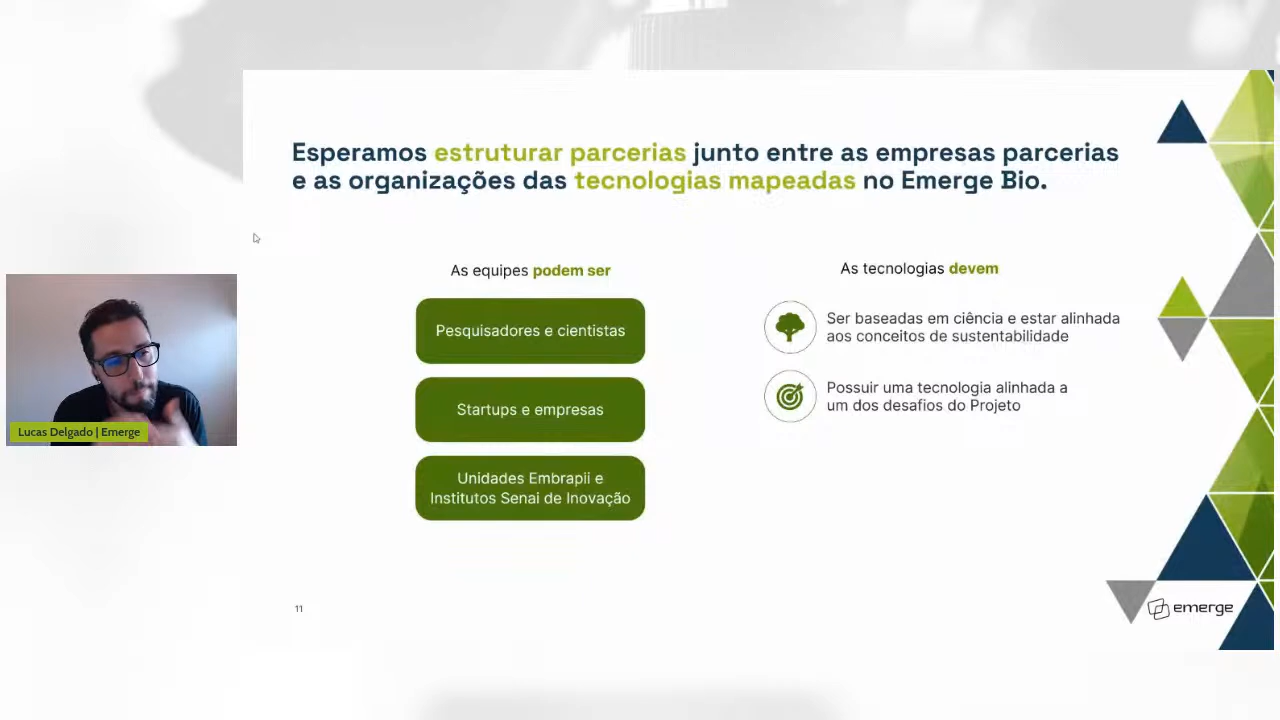 Esperamos estruturar parcerias junto entre as empresas parcerias
e as organizações das tecnologias mapeadas no Emerge Bio.
As equipes podem ser
Pesquisadores e cientistas
Startups e empresas
Unidades Embrapii e
Institutos Senai de Inovação
As tecnologias devem
Ser baseadas em ciência e estar alinhada
aos conceitos de sustentabilidade
Possuir uma tecnologia alinhada a
um dos desafios do Projeto
Lucas Delgado | Emerge
11
emerge